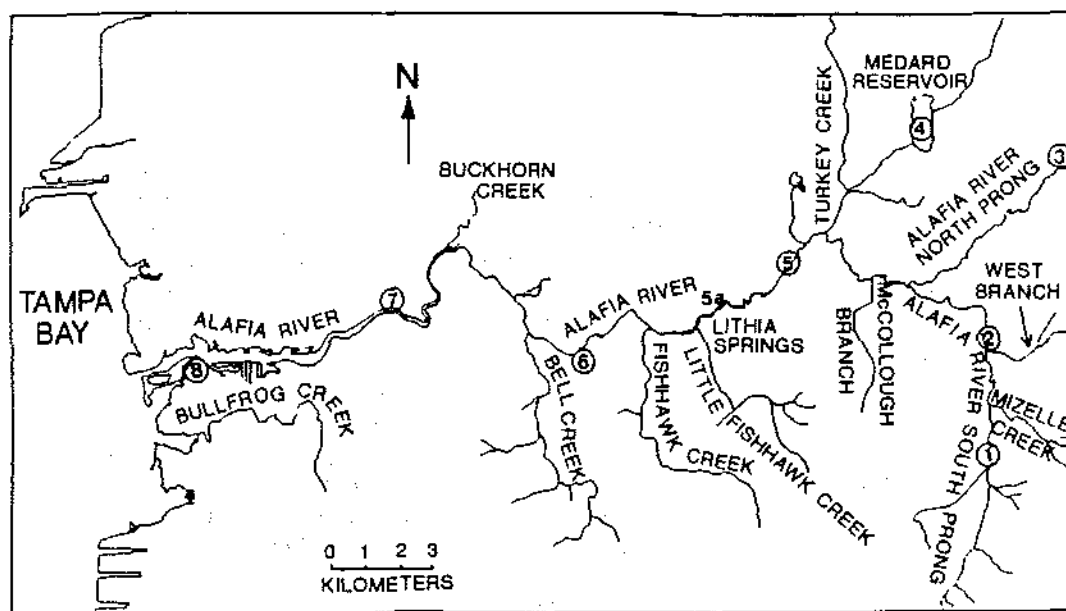 MEDARD
RESERVOIR
N
TURKEY CREEK
4
3
BUCKHORN
CREEK
ALAFIA RIVER
NORTH PRONG
5
WEST
BRANCH
TAMPA
BAY
7
ALAFIA RIVER
ALAFIA RIVER
5a
LITHIA
SPRINGS
McCOLLOUGH
BRANCH
2
8
6
BULLFROG CREEK
BELL CREEK
FISHHAWK
CREEK
LITTLE FISHHAWK CREEK
ALAFIA RIVER SOUTH PRONG
MIZELLE
CREEK
1
0 1 2 3
KILOMETERS